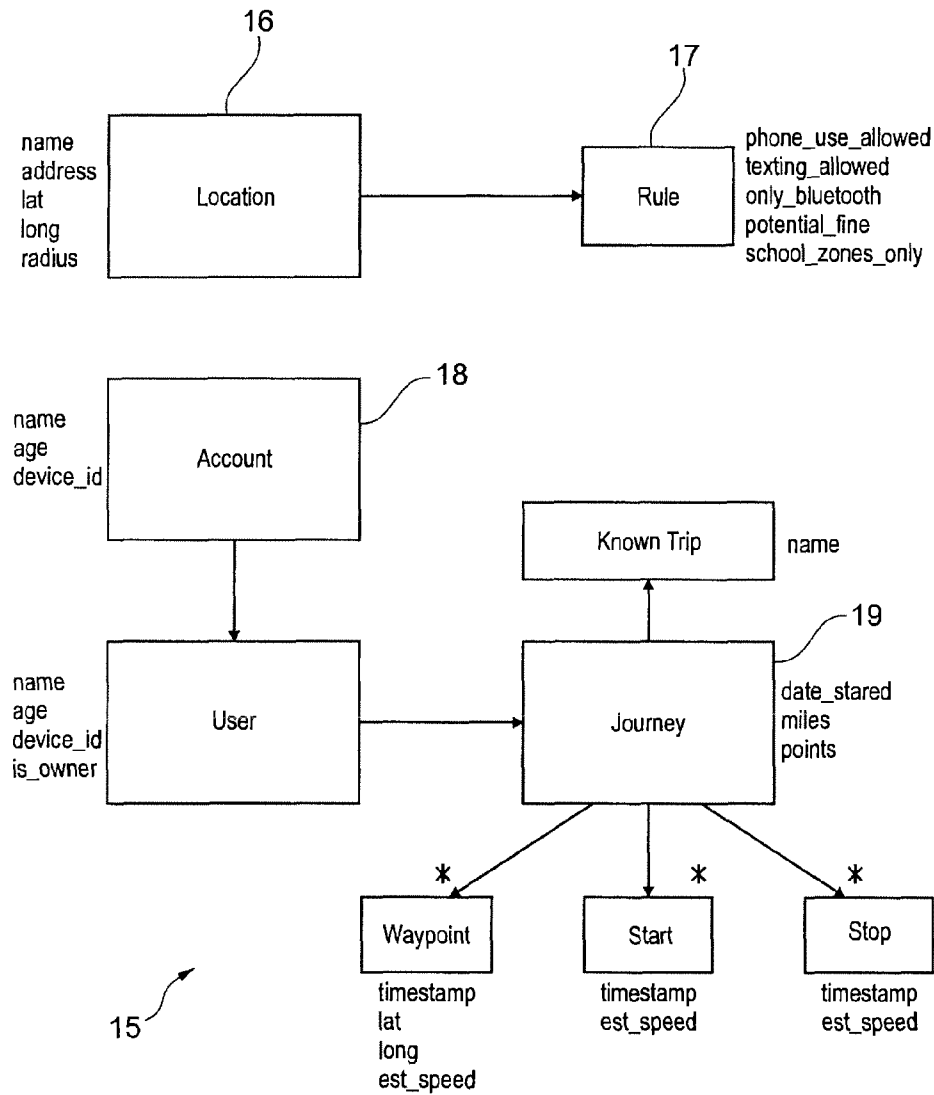 16
17
name
address
lat
long
radius
Location
Rule
phone_use_allowed
texting_allowed
only_bluetooth
potential_fine
school_zones_only
18
name
age
device_id
Account
Known Trip
name
19
name
age
device_id
is_owner
User
Journey
date_stared
miles
points
*
*
*
Waypoint
Start
Stop
timestamp
lat
long
est_speed
timestamp
est_speed
timestamp
est_speed
15